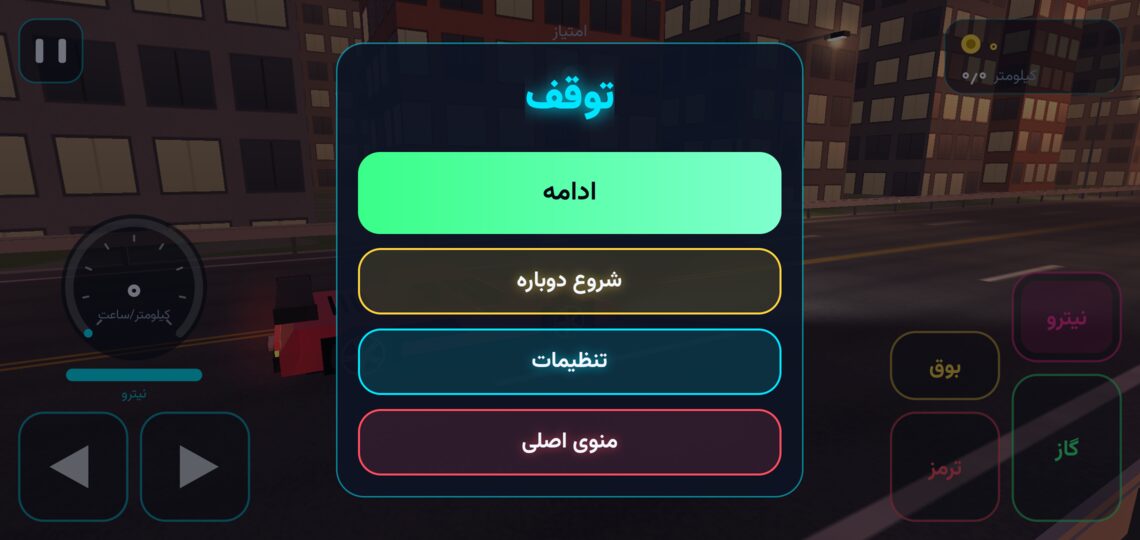 امتیاز
۰
۰٫۰ کیلومتر
توقف
ادامه
شروع دوباره
تنظیمات
منوی اصلی
۰
کیلومتر/ساعت
نیترو
نیترو
بوق
گاز
ترمز